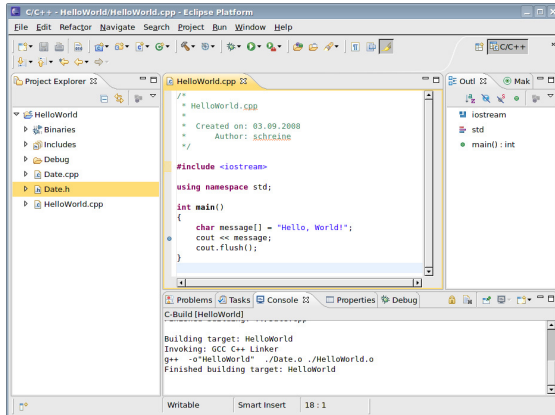 C/C++ - HelloWorld/HelloWorld.cpp - Eclipse Platform
File Edit Refactor Navigate Search Project Run Window Help
C/C++
Project Explorer
HelloWorld
Binaries
Includes
Debug
Date.cpp
Date.h
HelloWorld.cpp
HelloWorld.cpp
/*
* HelloWorld.cpp
*
* Created on: 03.09.2008
* Author: schreine
*/
#include <iostream>
using namespace std;
int main()
{
char message[] = "Hello, World!";
cout << message;
cout.flush();
}
Outl Mak
iostream
std
main() : int
Problems Tasks Console Properties Debug
C-Build [HelloWorld]
Building target: HelloWorld
Invoking: GCC C++ Linker
g++ -o"HelloWorld" ./Date.o ./HelloWorld.o
Finished building target: HelloWorld
Writable Smart Insert 18 : 1